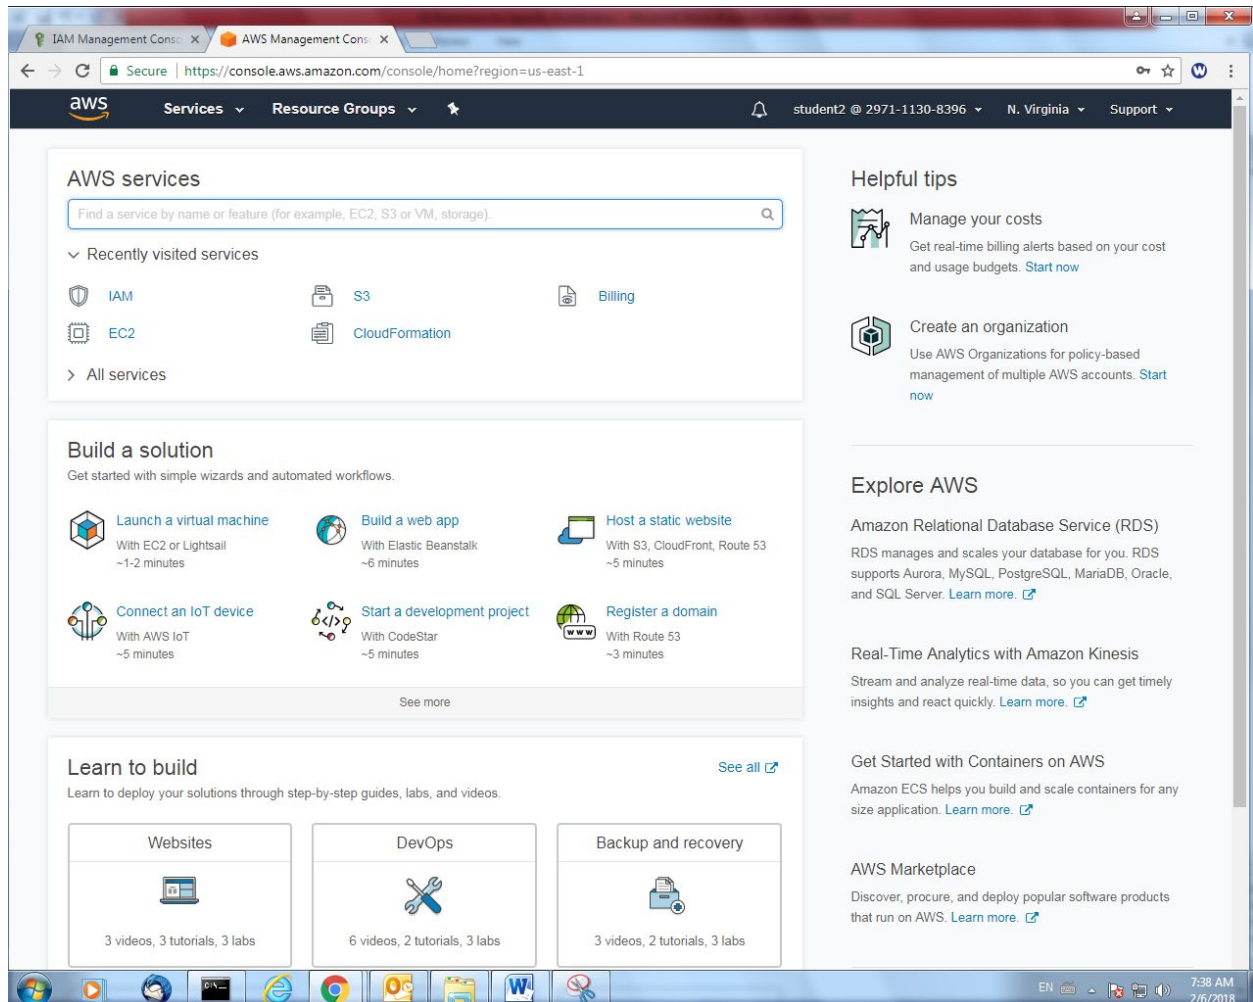 IAM Management Conso
AWS Management Cons
Secure | https://console.aws.amazon.com/console/home?region=us-east-1
aws
Services
Resource Groups
student2 @ 2971-1130-8396
N. Virginia
Support
AWS services
Find a service by name or feature (for example, EC2, S3 or VM, storage).
Recently visited services
IAM
S3
Billing
EC2
CloudFormation
All services
Build a solution
Get started with simple wizards and automated workflows.
Launch a virtual machine
With EC2 or Lightsail
~1-2 minutes
Build a web app
With Elastic Beanstalk
~6 minutes
Host a static website
With S3, CloudFront, Route 53
~5 minutes
Connect an IoT device
With AWS IoT
~5 minutes
Start a development project
With CodeStar
~5 minutes
www
Register a domain
With Route 53
~3 minutes
See more
Learn to build
See all
Learn to deploy your solutions through step-by-step guides, labs, and videos.
Websites
3 videos, 3 tutorials, 3 labs
DevOps
6 videos, 2 tutorials, 3 labs
Backup and recovery
3 videos, 2 tutorials, 3 labs
Helpful tips
Manage your costs
Get real-time billing alerts based on your cost
and usage budgets. Start now
Create an organization
Use AWS Organizations for policy-based
management of multiple AWS accounts. Start
now
Explore AWS
Amazon Relational Database Service (RDS)
RDS manages and scales your database for you. RDS
supports Aurora, MySQL, PostgreSQL, MariaDB, Oracle,
and SQL Server. Learn more.
Real-Time Analytics with Amazon Kinesis
Stream and analyze real-time data, so you can get timely
insights and react quickly. Learn more.
Get Started with Containers on AWS
Amazon ECS helps you build and scale containers for any
size application. Learn more.
AWS Marketplace
Discover, procure, and deploy popular software products
that run on AWS. Learn more.
EN
7:38 AM
2/6/2018